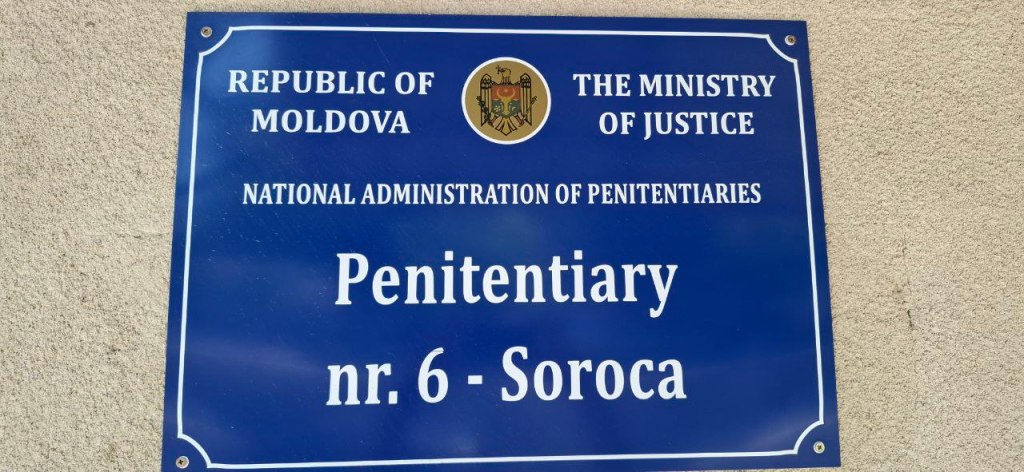 REPUBLIC OF
MOLDOVA
THE MINISTRY
OF JUSTICE
NATIONAL ADMINISTRATION OF PENITENTIARIES
Penitentiary
nr. 6 - Soroca